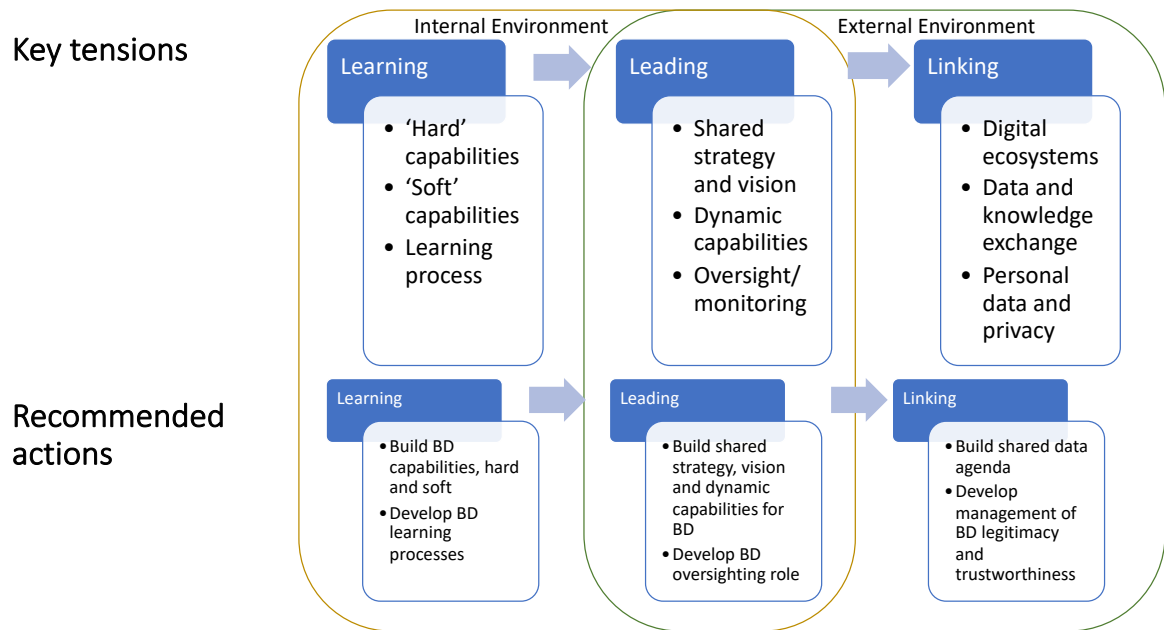 Internal Environment
External Environment
Key tensions
Learning
• 'Hard'
capabilities
• 'Soft'
capabilities
• Learning
process
Leading
• Shared
strategy
and vision
• Dynamic
capabilities
• Oversight/
monitoring
Linking
• Digital
ecosystems
• Data and
knowledge
exchange
• Personal
data and
privacy
Recommended
actions
Learning
• Build BD
capabilities, hard
and soft
• Develop BD
learning
processes
Leading
• Build shared
strategy, vision
and dynamic
capabilities for
BD
• Develop BD
oversighting role
Linking
• Build shared data
agenda
• Develop
management of
BD legitimacy
and
trustworthiness